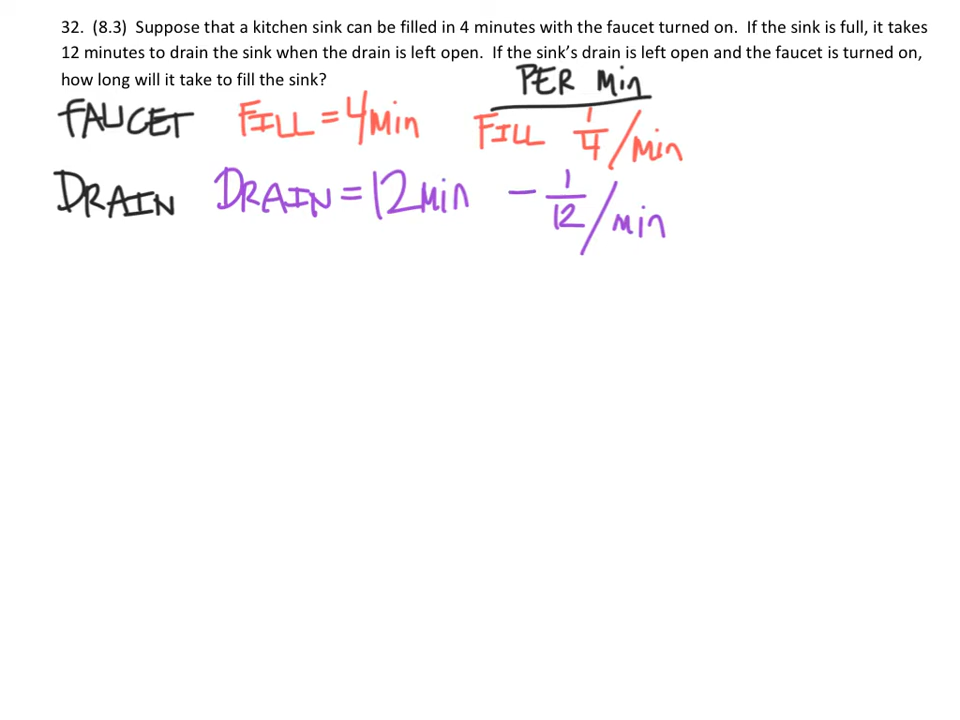 32. (8.3) Suppose that a kitchen sink can be filled in 4 minutes with the faucet turned on. If the sink is full, it takes
12 minutes to drain the sink when the drain is left open. If the sink's drain is left open and the faucet is turned on,
how long will it take to fill the sink?
PER Min
FAUCET FILL = 4 Min FILL 1/4 / Min
DRAIN DRAIN = 12 Min - 1/12 / min